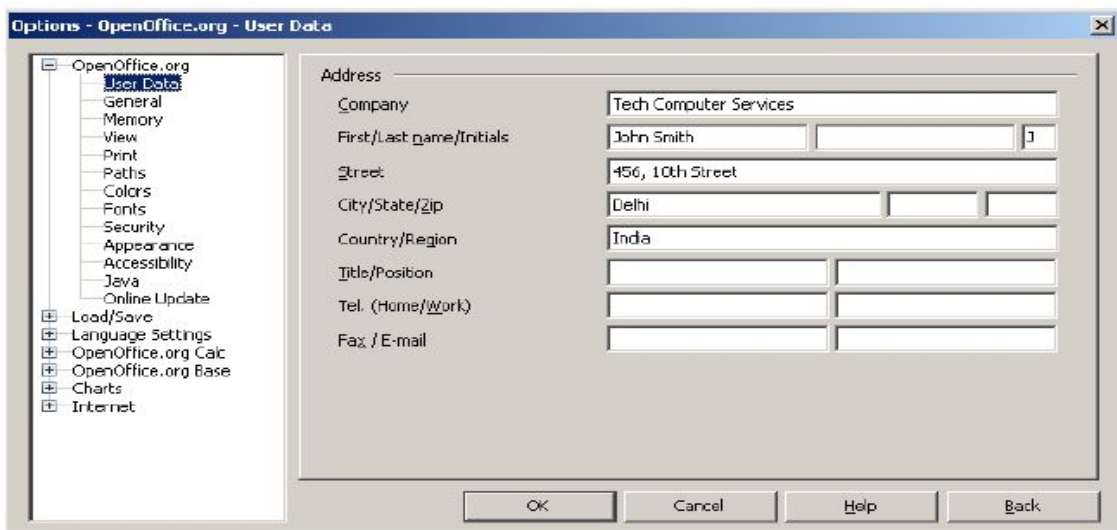 Options - OpenOffice.org - User Data
OpenOffice.org
User Data
General
Memory
View
Print
Paths
Colors
Fonts
Security
Appearance
Accessibility
Java
Online Update
Load/Save
Language Settings
OpenOffice.org Calc
OpenOffice.org Base
Charts
Internet
Address
Company Tech Computer Services
First/Last name/Initials John Smith J
Street 456, 10th Street
City/State/Zip Delhi
Country/Region India
Title/Position
Tel. (Home/Work)
Fax / E-mail
OK Cancel Help Back